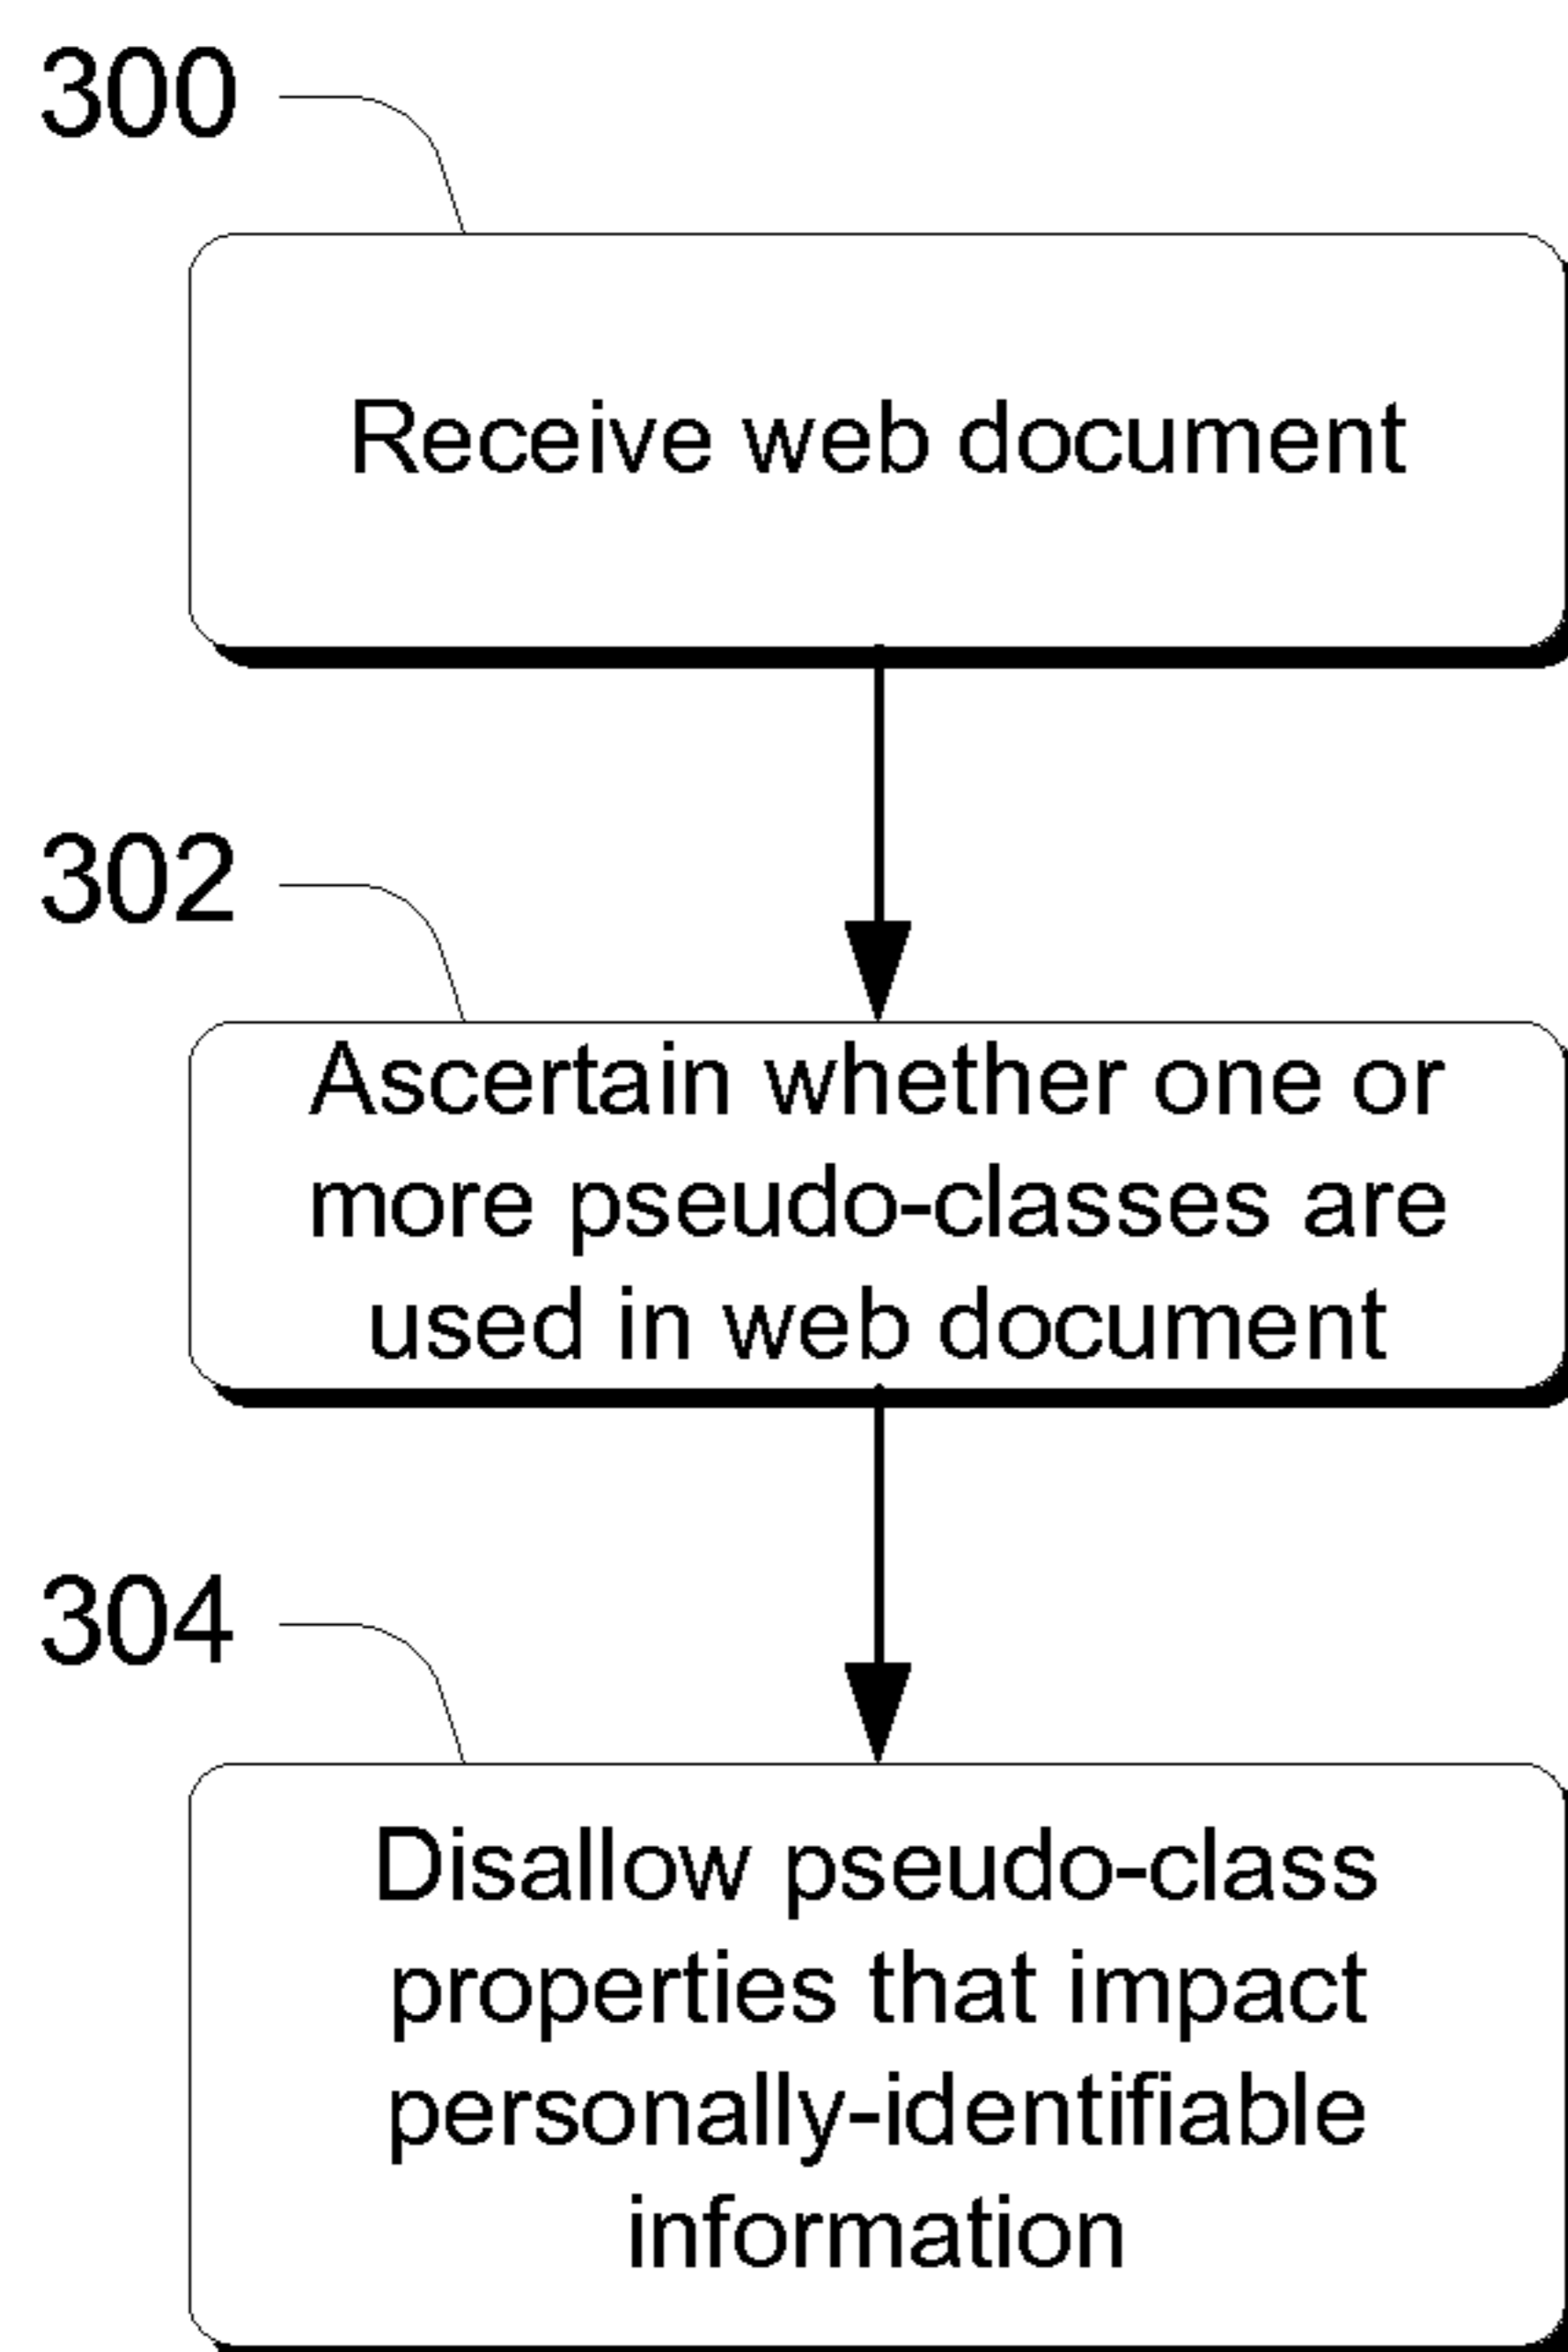 300
Receive web document
302
Ascertain whether one or
more pseudo-classes are
used in web document
304
Disallow pseudo-class
properties that impact
personally-identifiable
information